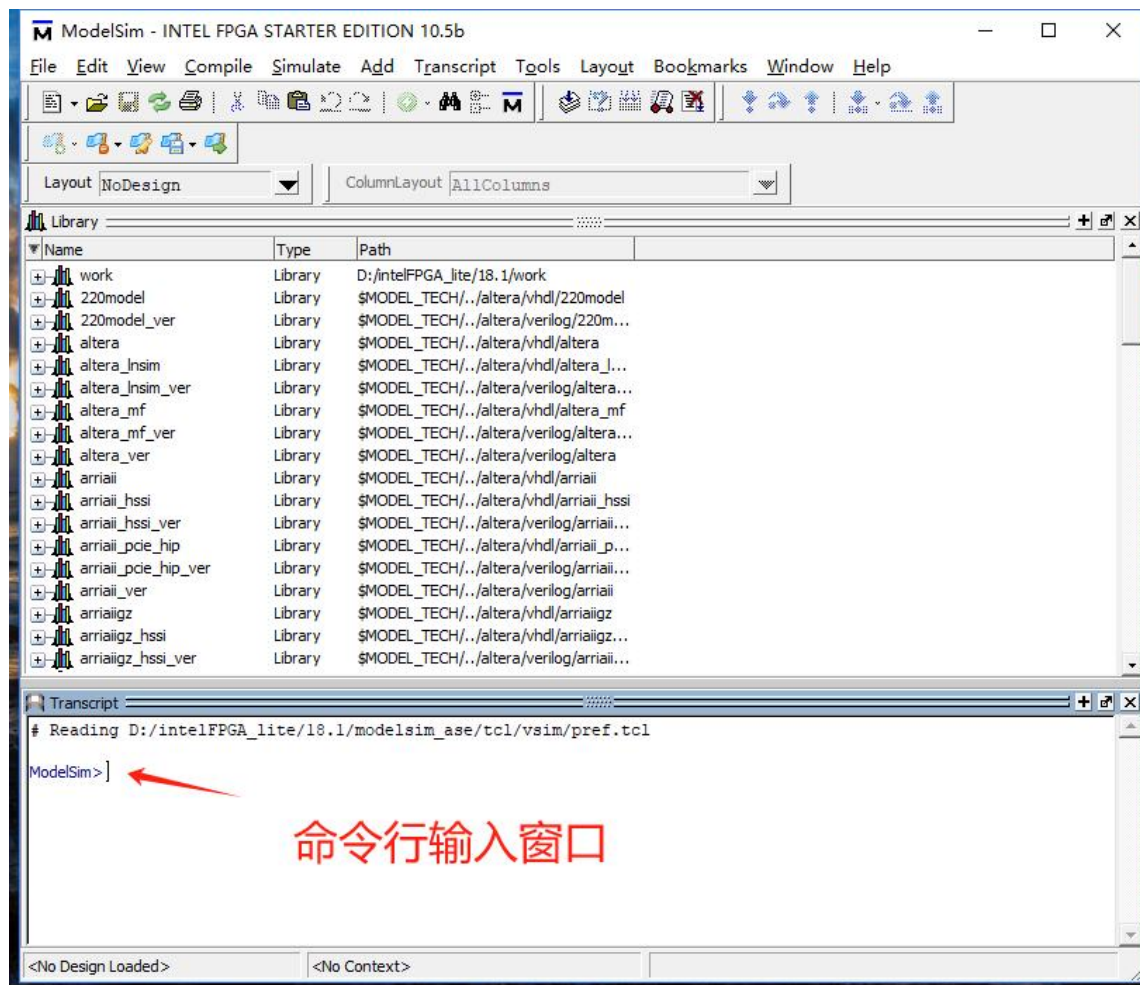 ModelSim - INTEL FPGA STARTER EDITION 10.5b
File Edit View Compile Simulate Add Transcript Tools Layout Bookmarks Window Help
Layout NoDesign ColumnLayout AllColumns
Library
Name Type Path
work Library D:/intelFPGA_lite/18.1/work
220model Library $MODEL_TECH/../altera/vhdl/220model
220model_ver Library $MODEL_TECH/../altera/verilog/220m...
altera Library $MODEL_TECH/../altera/vhdl/altera
altera_lnsim Library $MODEL_TECH/../altera/vhdl/altera_l...
altera_lnsim_ver Library $MODEL_TECH/../altera/verilog/altera...
altera_mf Library $MODEL_TECH/../altera/vhdl/altera_mf
altera_mf_ver Library $MODEL_TECH/../altera/verilog/altera...
altera_ver Library $MODEL_TECH/../altera/verilog/altera
arriaii Library $MODEL_TECH/../altera/vhdl/arriaii
arriaii_hssi Library $MODEL_TECH/../altera/vhdl/arriaii_hssi
arriaii_hssi_ver Library $MODEL_TECH/../altera/verilog/arriaii...
arriaii_pcie_hip Library $MODEL_TECH/../altera/vhdl/arriaii_p...
arriaii_pcie_hip_ver Library $MODEL_TECH/../altera/verilog/arriaii...
arriaii_ver Library $MODEL_TECH/../altera/verilog/arriaii
arriaiigz Library $MODEL_TECH/../altera/vhdl/arriaiigz
arriaiigz_hssi Library $MODEL_TECH/../altera/vhdl/arriaiigz...
arriaiigz_hssi_ver Library $MODEL_TECH/../altera/verilog/arriaii...
Transcript
# Reading D:/intelFPGA_lite/18.1/modelsim_ase/tcl/vsim/pref.tcl
ModelSim>
命令行输入窗口
<No Design Loaded> <No Context>